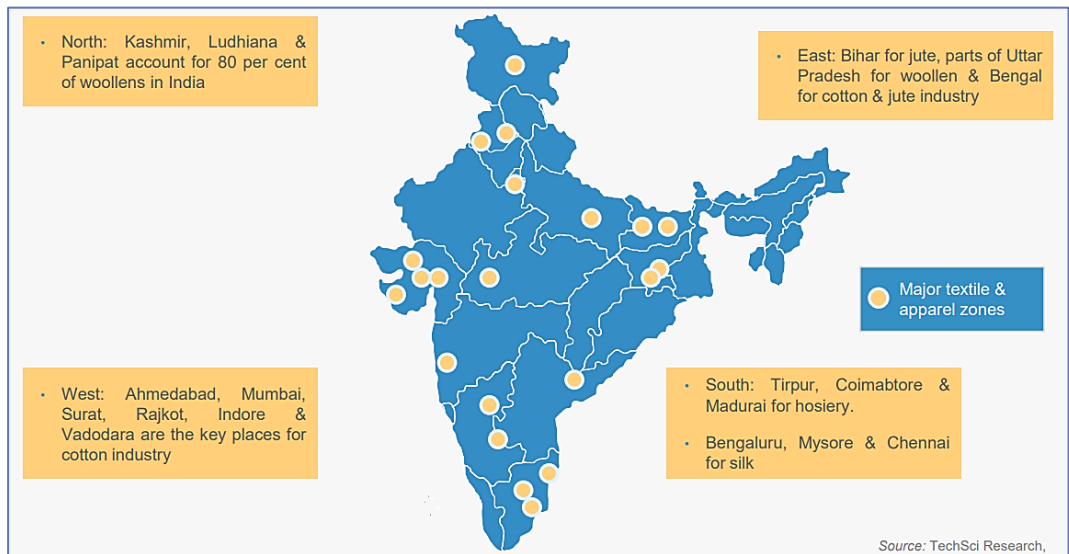 • North: Kashmir, Ludhiana &
Panipat account for 80 per cent
of woollens in India
• East: Bihar for jute, parts of Uttar
Pradesh for woollen & Bengal
for cotton & jute industry
Major textile &
apparel zones
• West: Ahmedabad, Mumbai,
Surat, Rajkot, Indore &
Vadodara are the key places for
cotton industry
• South: Tirpur, Coimabtore &
Madurai for hosiery.
• Bengaluru, Mysore & Chennai
for silk
Source: TechSci Research,